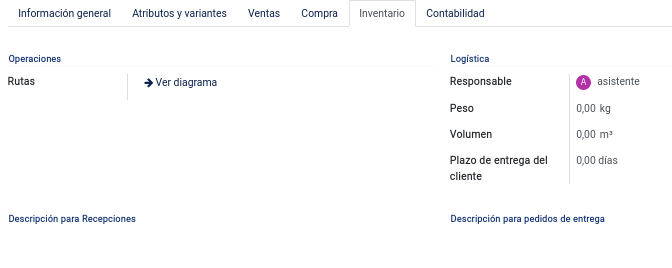 Información general Atributos y variantes Ventas Compra Inventario Contabilidad
Operaciones
Rutas
Ver diagrama
Logística
Responsable A asistente
Peso 0,00 kg
Volumen 0,00 m³
Plazo de entrega del cliente 0,00 días
Descripción para Recepciones
Descripción para pedidos de entrega